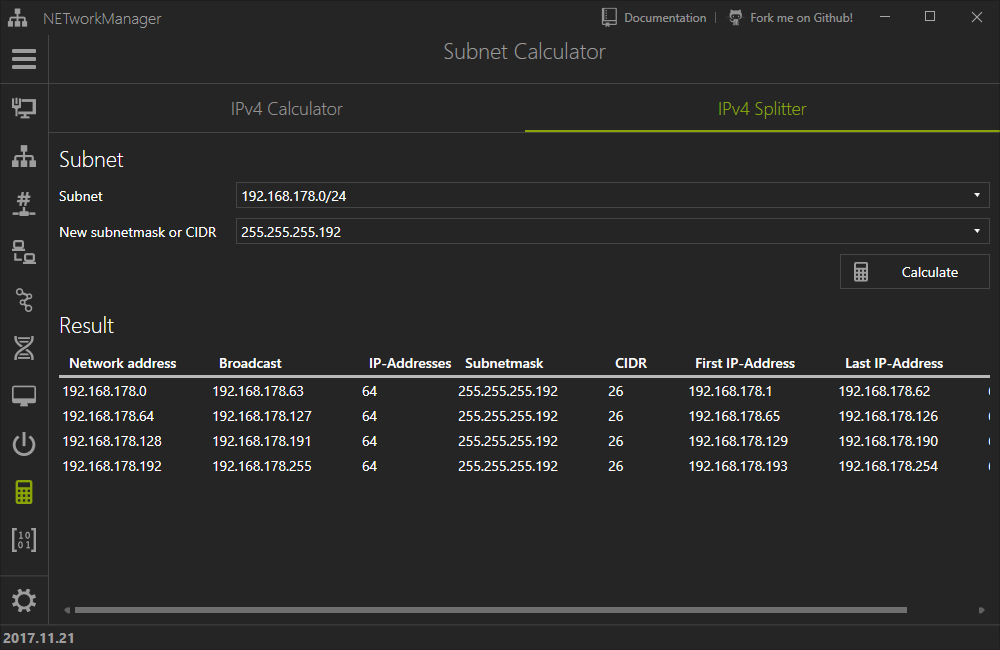 NETworkManager Documentation | Fork me on Github!
Subnet Calculator
IPv4 Calculator IPv4 Splitter
Subnet
Subnet 192.168.178.0/24
New subnetmask or CIDR 255.255.255.192
Calculate
Result
Network address Broadcast IP-Addresses Subnetmask CIDR First IP-Address Last IP-Address
192.168.178.0 192.168.178.63 64 255.255.255.192 26 192.168.178.1 192.168.178.62
192.168.178.64 192.168.178.127 64 255.255.255.192 26 192.168.178.65 192.168.178.126
192.168.178.128 192.168.178.191 64 255.255.255.192 26 192.168.178.129 192.168.178.190
192.168.178.192 192.168.178.255 64 255.255.255.192 26 192.168.178.193 192.168.178.254
2017.11.21